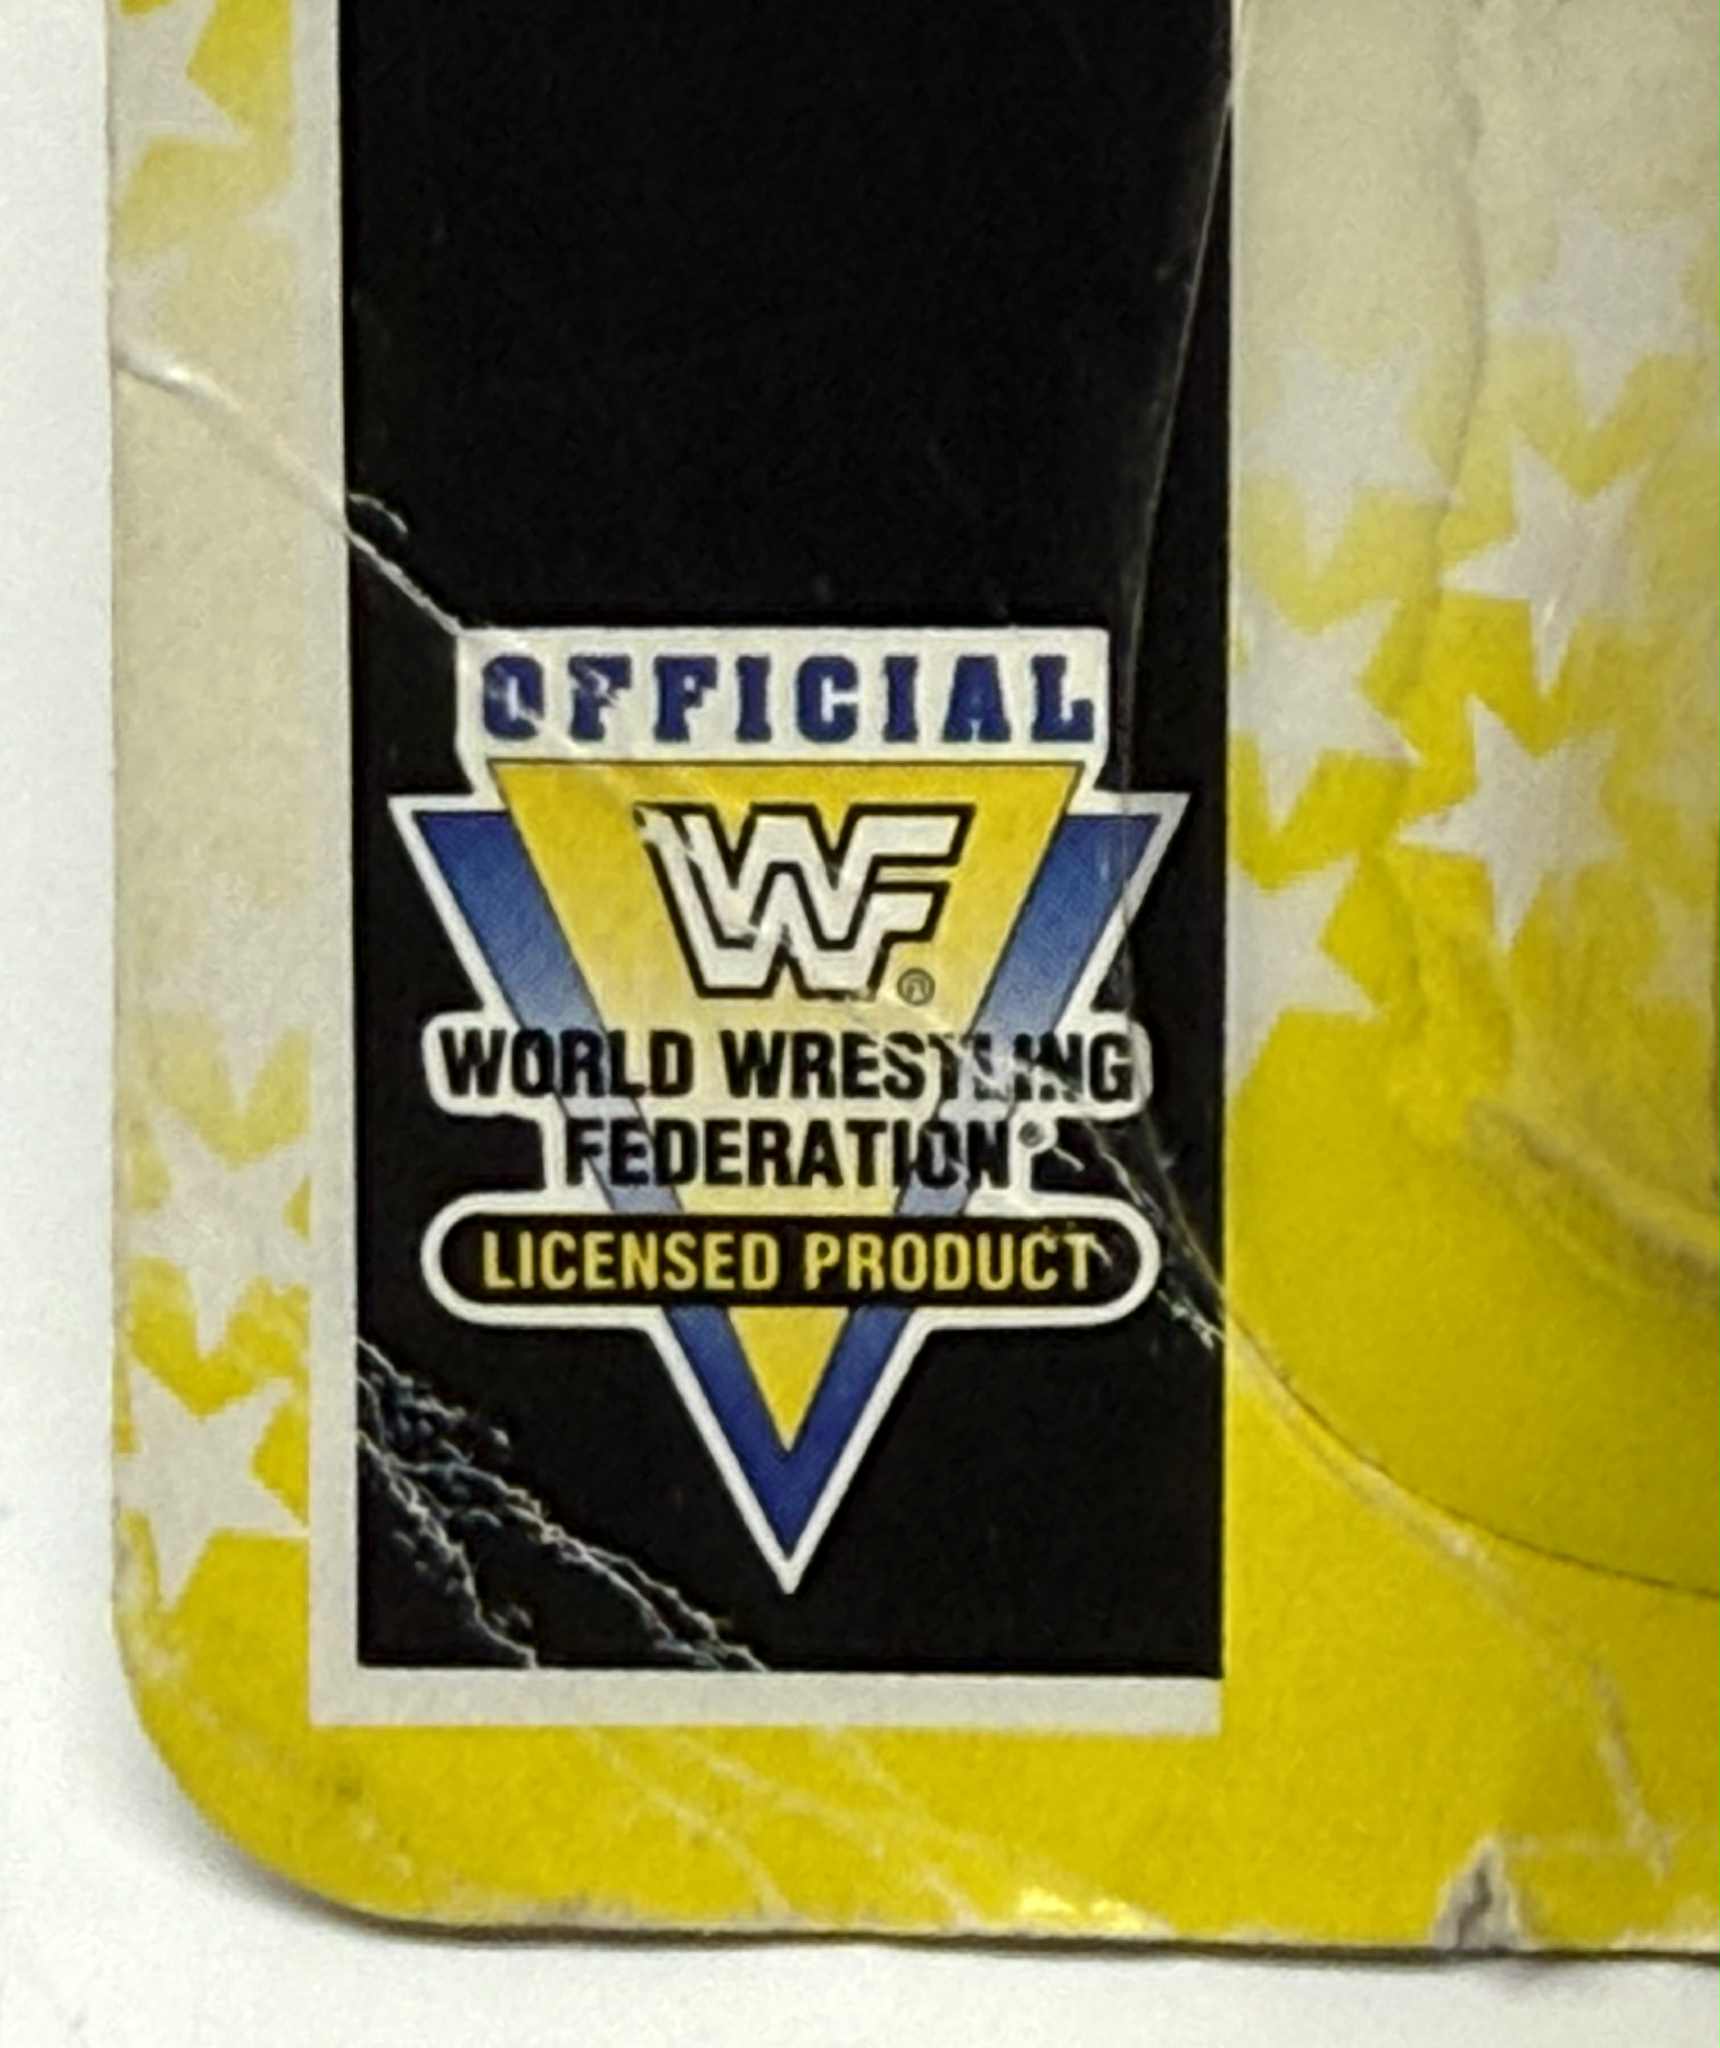 OFFICIAL
WF®
WORLD WRESTLING
FEDERATION®
LICENSED PRODUCT